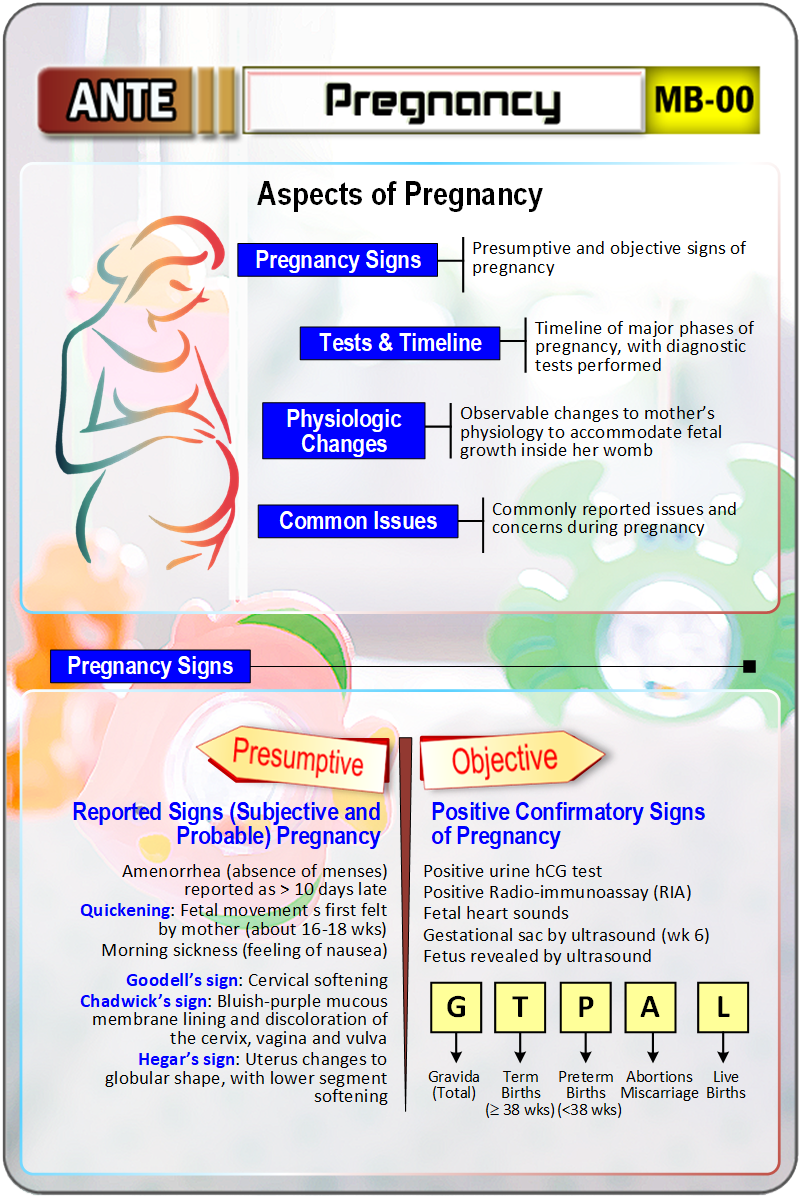 ANTE
Pregnancy
MB-00
Aspects of Pregnancy
Pregnancy Signs
Presumptive and objective signs of
pregnancy
Tests & Timeline
Timeline of major phases of
pregnancy, with diagnostic
tests performed
Physiologic
Changes
Observable changes to mother's
physiology to accommodate fetal
growth inside her womb
Common Issues
Commonly reported issues and
concerns during pregnancy
Pregnancy Signs
Presumptive
Reported Signs (Subjective and
Probable) Pregnancy
Amenorrhea (absence of menses)
reported as > 10 days late
Quickening: Fetal movement s first felt
by mother (about 16-18 wks)
Morning sickness (feeling of nausea)
Goodell's sign: Cervical softening
Chadwick's sign: Bluish-purple mucous
membrane lining and discoloration of
the cervix, vagina and vulva
Hegar's sign: Uterus changes to
globular shape, with lower segment
softening
Objective
Positive Confirmatory Signs
of Pregnancy
Positive urine hCG test
Positive Radio-immunoassay (RIA)
Fetal heart sounds
Gestational sac by ultrasound (wk 6)
Fetus revealed by ultrasound
G T P A L
Gravida
(Total)
Term
Births
(≥ 38 wks)
Preterm
Births
(<38 wks)
Abortions
Miscarriage
Live
Births